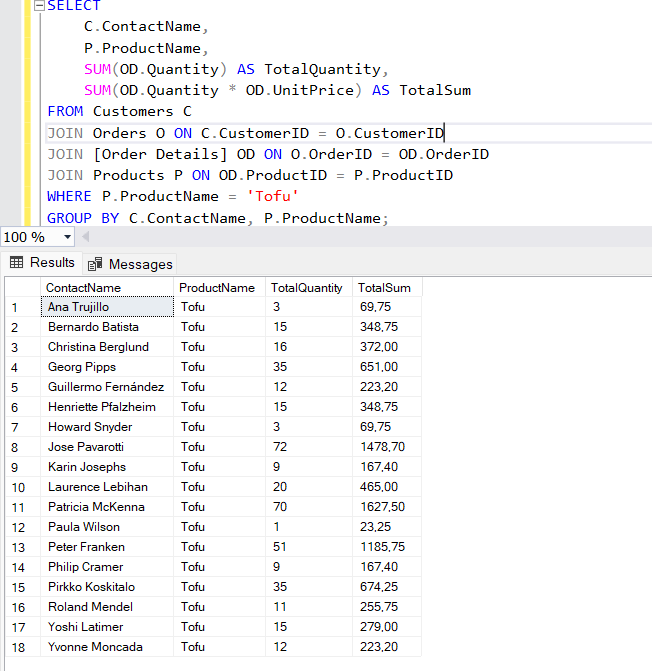 SELECT
C.ContactName,
P.ProductName,
SUM(OD.Quantity) AS TotalQuantity,
SUM(OD.Quantity * OD.UnitPrice) AS TotalSum
FROM Customers C
JOIN Orders O ON C.CustomerID = O.CustomerID
JOIN [Order Details] OD ON O.OrderID = OD.OrderID
JOIN Products P ON OD.ProductID = P.ProductID
WHERE P.ProductName = 'Tofu'
GROUP BY C.ContactName, P.ProductName;
100 %
Results Messages
ContactName ProductName TotalQuantity TotalSum
1 Ana Trujillo Tofu 3 69,75
2 Bernardo Batista Tofu 15 348,75
3 Christina Berglund Tofu 16 372,00
4 Georg Pipps Tofu 35 651,00
5 Guillermo Fernández Tofu 12 223,20
6 Henriette Pfalzheim Tofu 15 348,75
7 Howard Snyder Tofu 3 69,75
8 Jose Pavarotti Tofu 72 1478,70
9 Karin Josephs Tofu 9 167,40
10 Laurence Lebihan Tofu 20 465,00
11 Patricia McKenna Tofu 70 1627,50
12 Paula Wilson Tofu 1 23,25
13 Peter Franken Tofu 51 1185,75
14 Philip Cramer Tofu 9 167,40
15 Pirkko Koskitalo Tofu 35 674,25
16 Roland Mendel Tofu 11 255,75
17 Yoshi Latimer Tofu 15 279,00
18 Yvonne Moncada Tofu 12 223,20